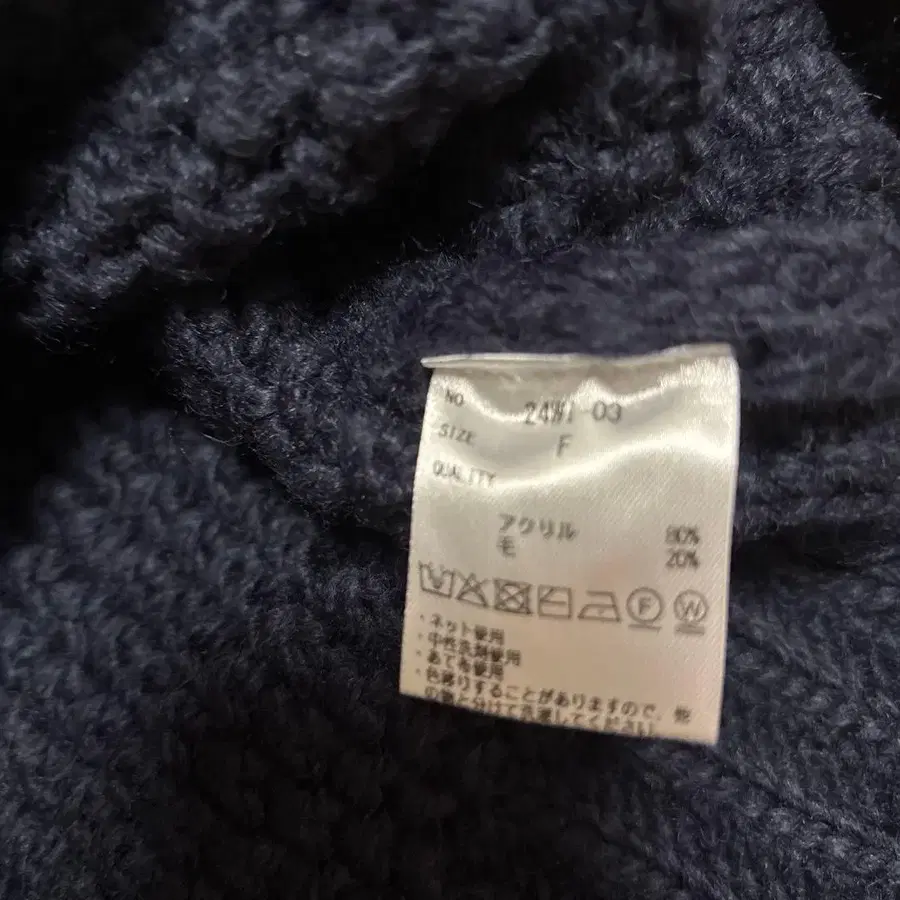 NO 24WI-03
SIZE F
QUALITY
アクリル 80%
毛 20%
F W
・ネット使用
・中性洗剤使用
・あて布使用
・色移りすることがありますので、他
の物と分けて洗濯してください